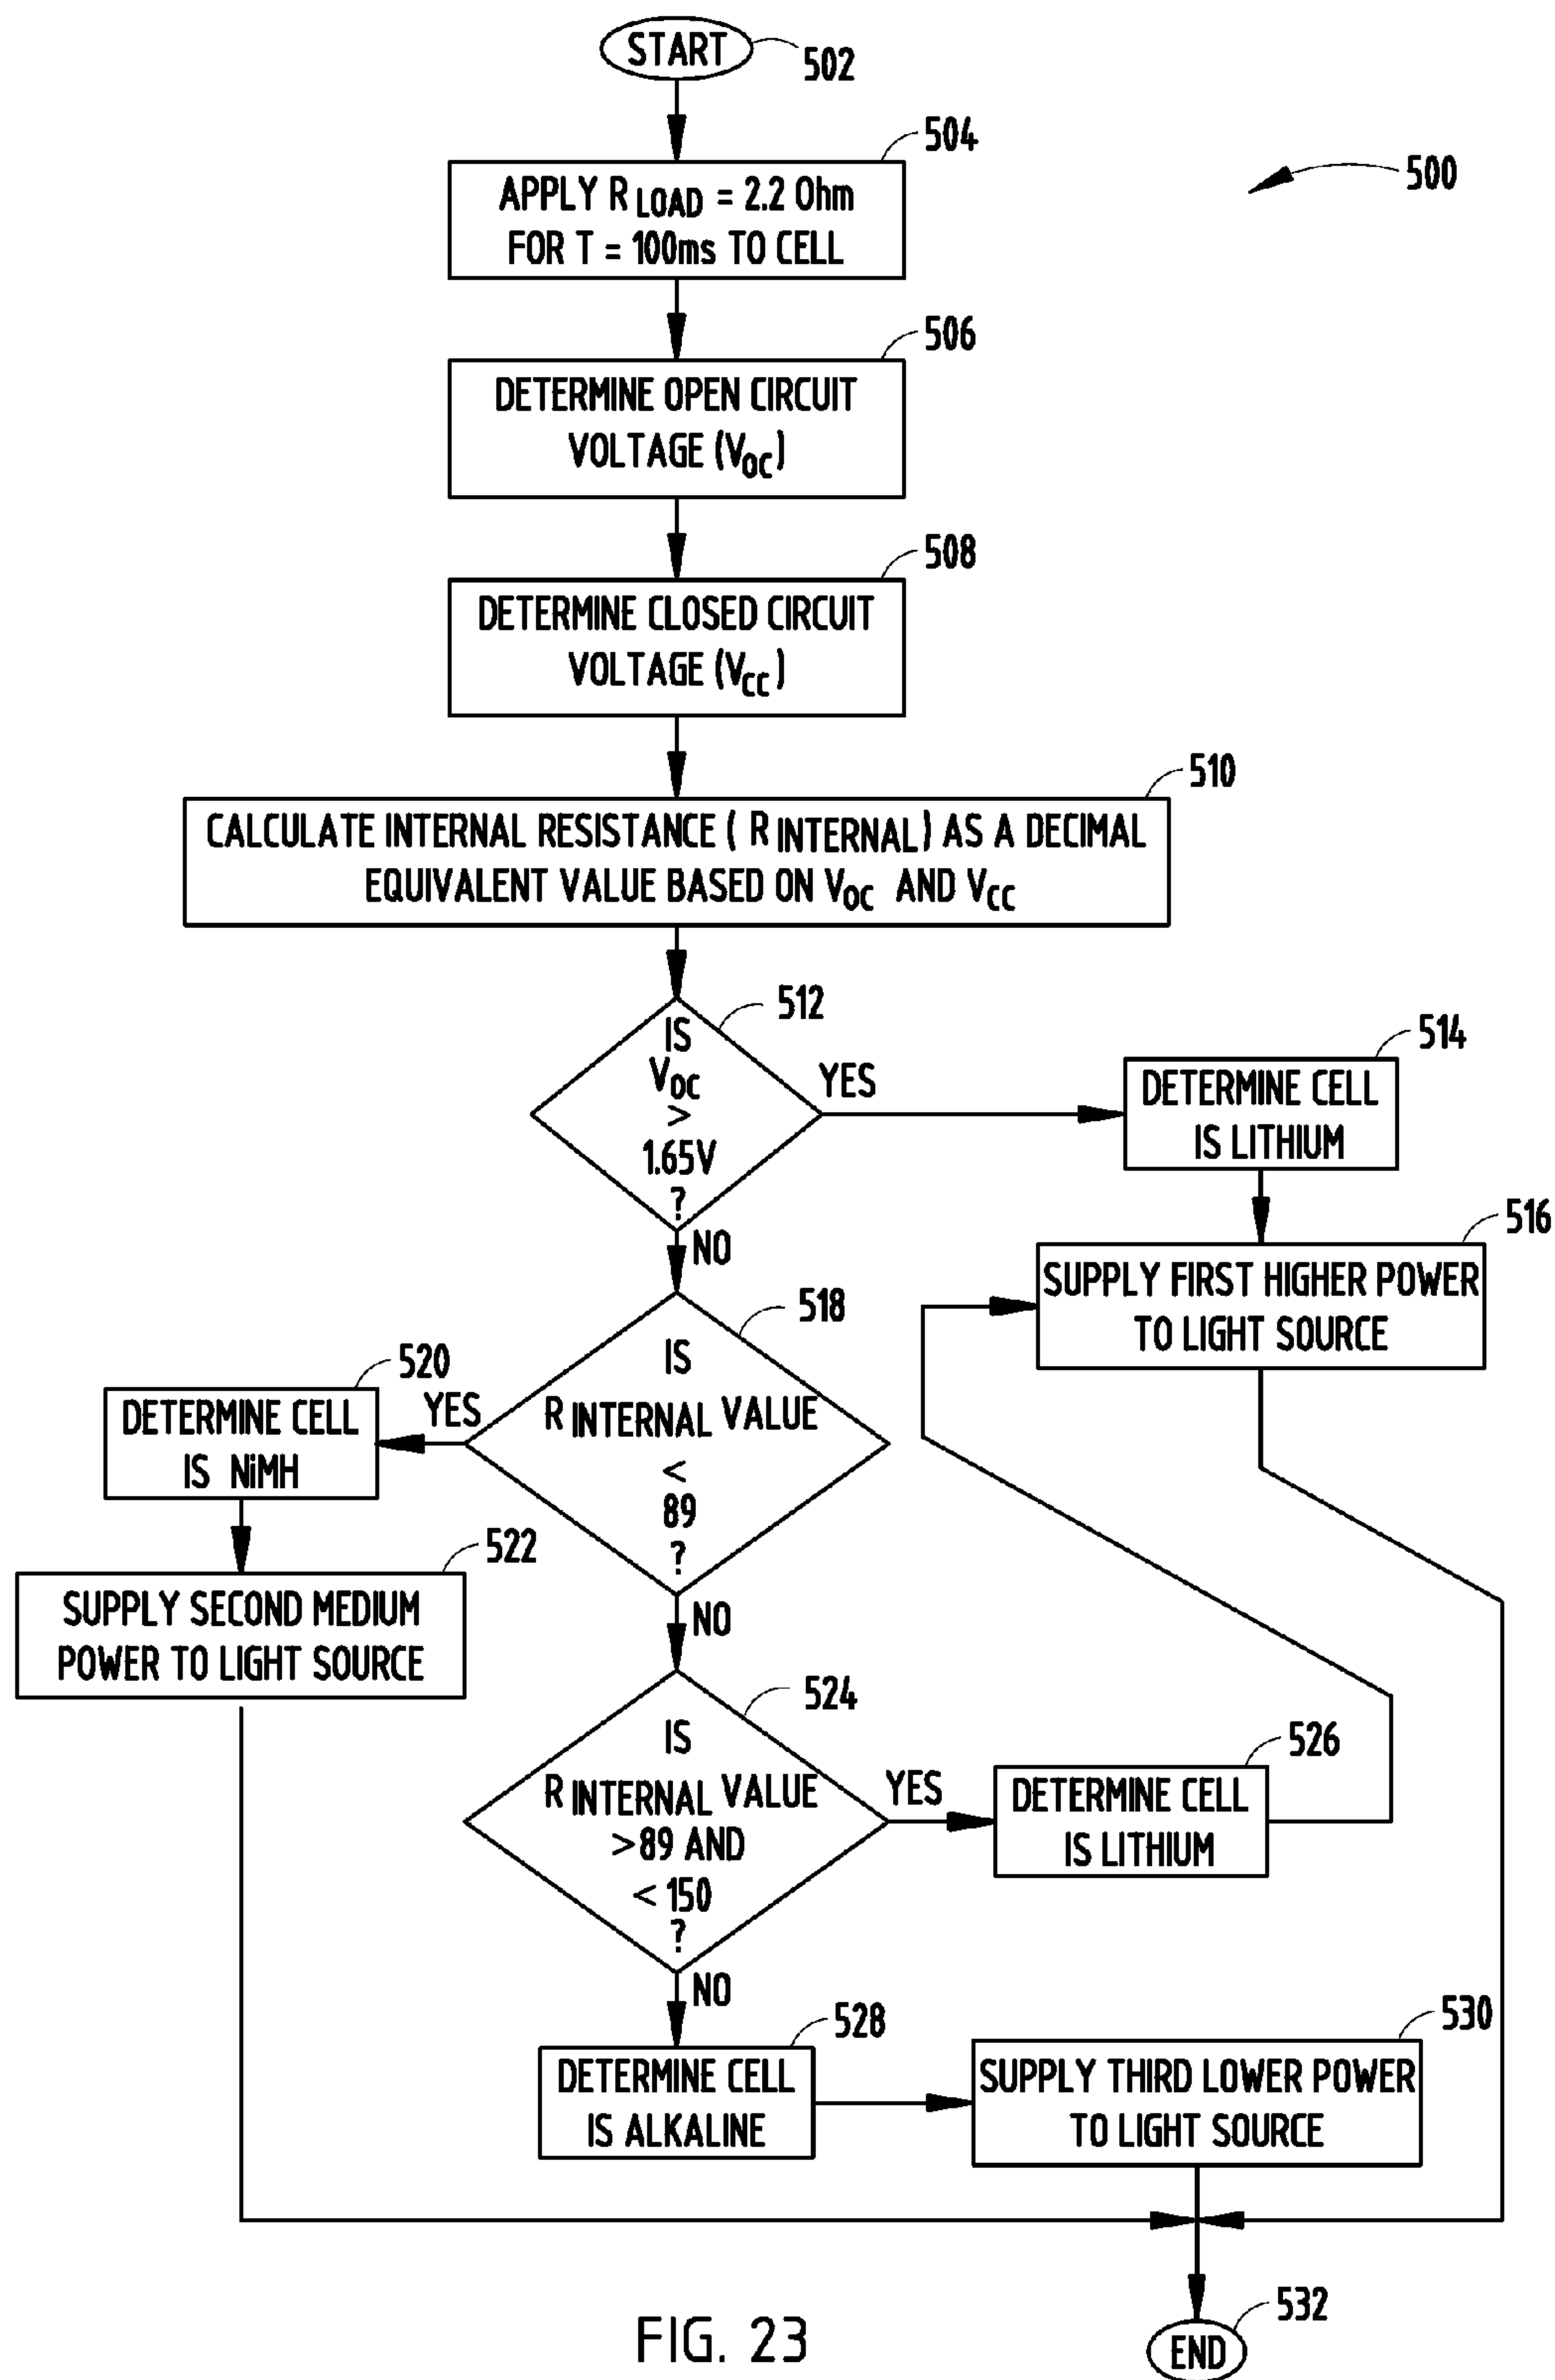 START
502
504
500
APPLY R LOAD = 2.2 Ohm
FOR T = 100ms TO CELL
506
DETERMINE OPEN CIRCUIT
VOLTAGE (VOC)
508
DETERMINE CLOSED CIRCUIT
VOLTAGE (VCC)
510
CALCULATE INTERNAL RESISTANCE ( R INTERNAL) AS A DECIMAL
EQUIVALENT VALUE BASED ON VOC AND VCC
512
IS
VOC
>
1.65V
?
YES
NO
514
DETERMINE CELL
IS LITHIUM
516
SUPPLY FIRST HIGHER POWER
TO LIGHT SOURCE
518
IS
R INTERNAL VALUE
<
89
?
YES
NO
520
DETERMINE CELL
IS NiMH
522
SUPPLY SECOND MEDIUM
POWER TO LIGHT SOURCE
524
IS
R INTERNAL VALUE
>89 AND
< 150
?
YES
NO
526
DETERMINE CELL
IS LITHIUM
528
DETERMINE CELL
IS ALKALINE
530
SUPPLY THIRD LOWER POWER
TO LIGHT SOURCE
532
END
FIG. 23